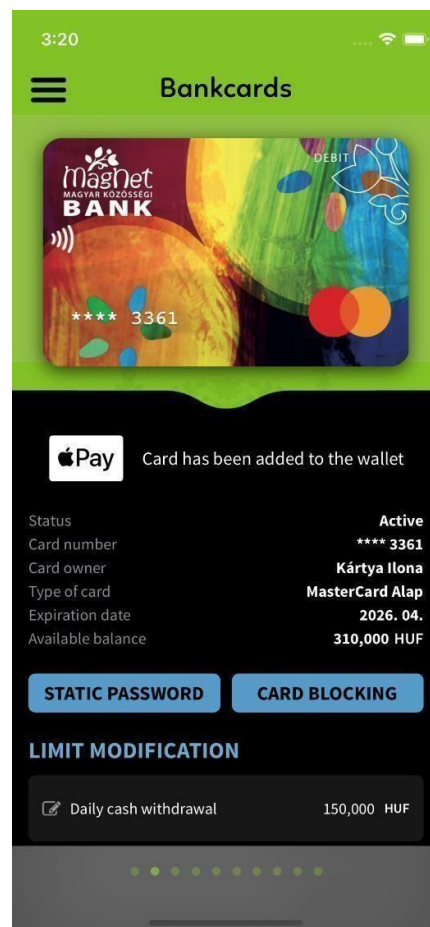 3:20
Bankcards
DEBIT
Magnet
MAGYAR KÖZÖSSÉGI
BANK
**** 3361
Pay Card has been added to the wallet
Status Active
Card number **** 3361
Card owner Kártya Ilona
Type of card MasterCard Alap
Expiration date 2026. 04.
Available balance 310,000 HUF
STATIC PASSWORD CARD BLOCKING
LIMIT MODIFICATION
Daily cash withdrawal 150,000 HUF